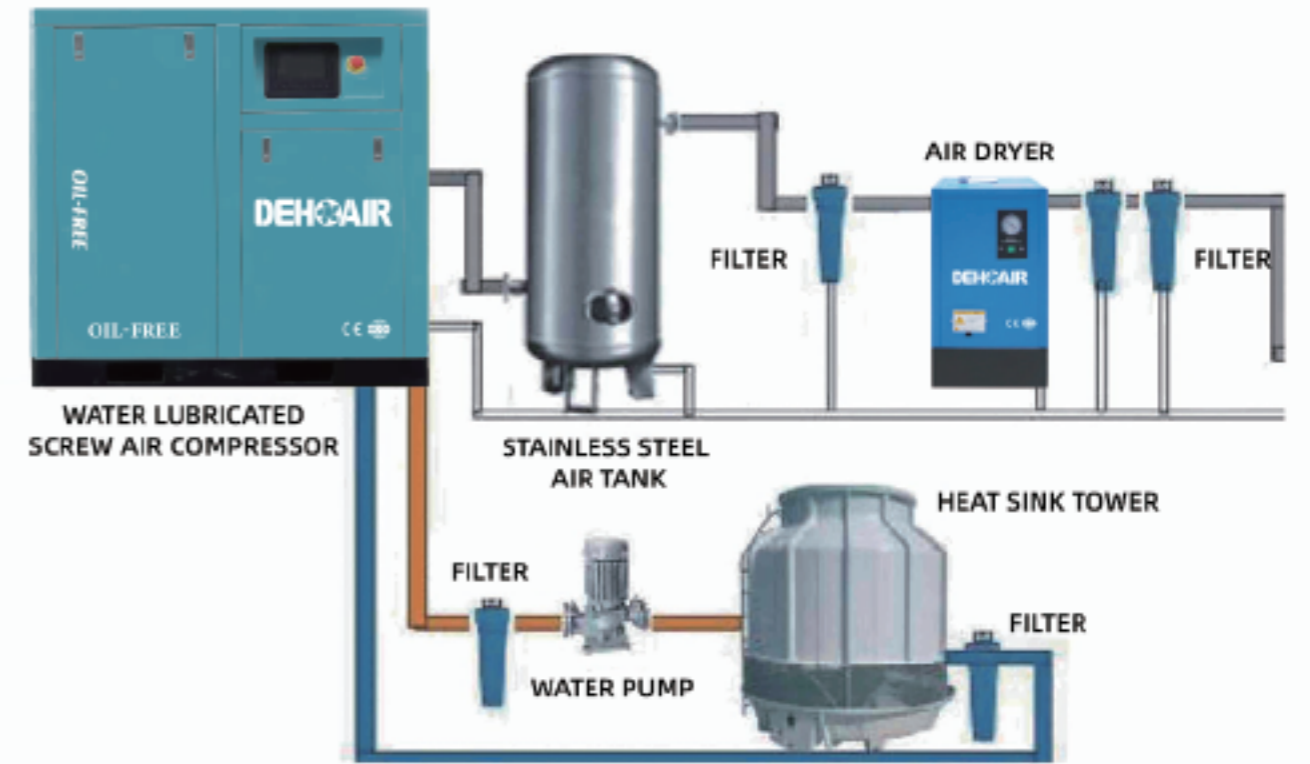 OIL-FREE
DEHOAIR
OIL-FREE
CE
WATER LUBRICATED
SCREW AIR COMPRESSOR
STAINLESS STEEL
AIR TANK
FILTER
AIR DRYER
DEHOAIR
CE
FILTER
HEAT SINK TOWER
FILTER
WATER PUMP
FILTER